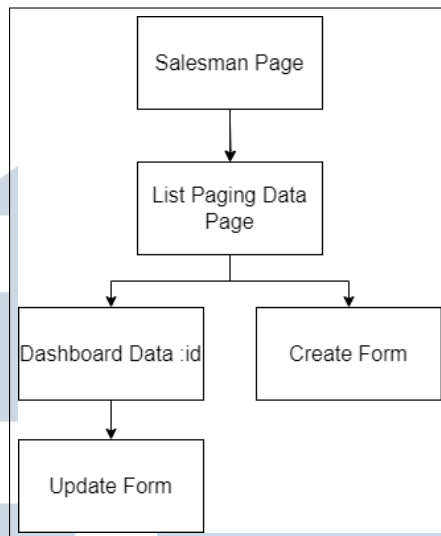 Salesman Page
List Paging Data
Page
Dashboard Data :id
Create Form
Update Form